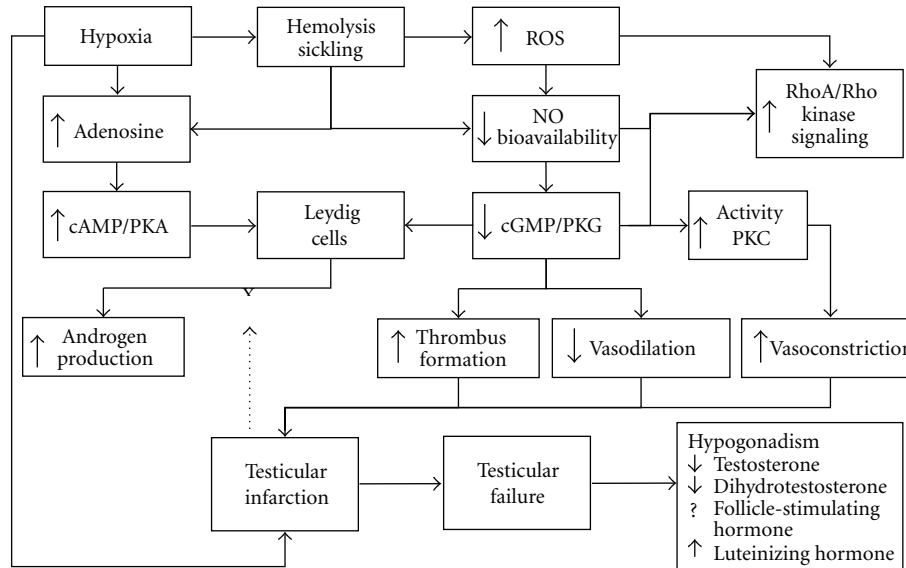 Hypoxia
Hemolysis
sickling
↑ ROS
↑ Adenosine
↓ NO
bioavailability
RhoA/Rho
↑ kinase
signaling
↑ cAMP/PKA
Leydig
cells
↓ cGMP/PKG
Activity
↑ PKC
Androgen
↑ production
Thrombus
↑ formation
↓ Vasodilation
↑ Vasoconstriction
Testicular
infarction
Testicular
failure
Hypogonadism
↓ Testosterone
↓ Dihydrotestosterone
? Follicle-stimulating
hormone
↑ Luteinizing hormone